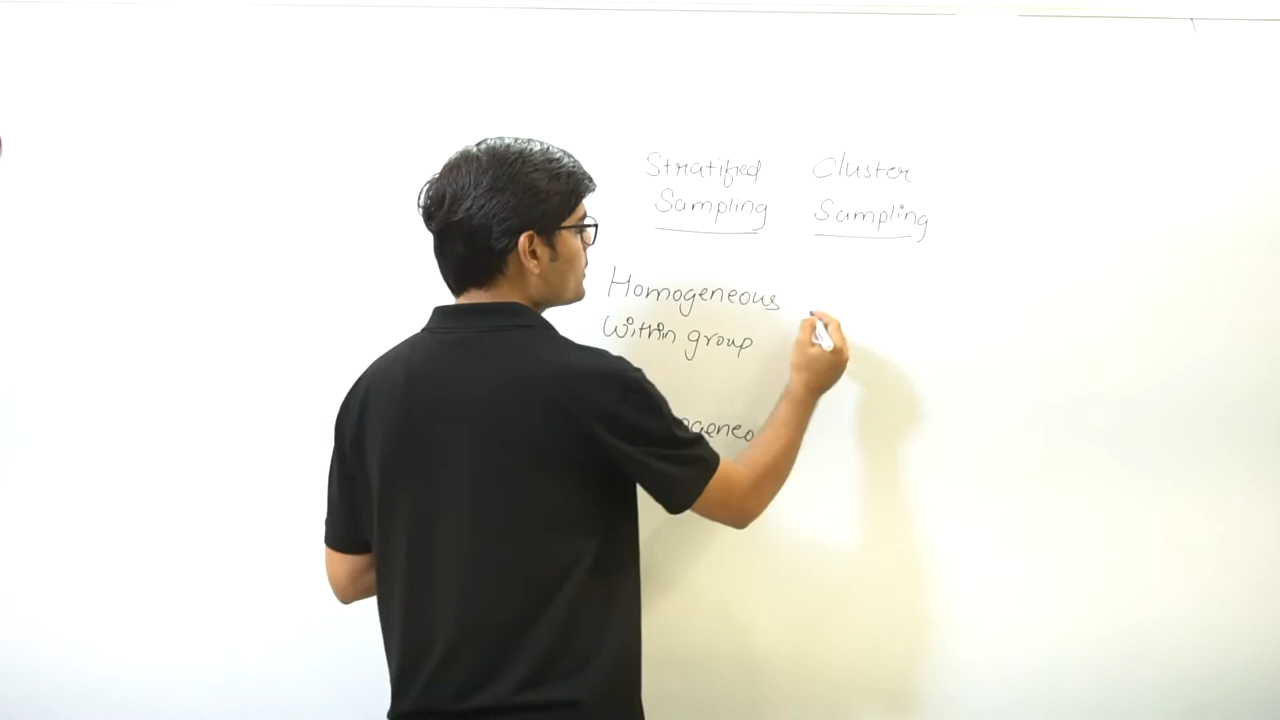 Stratified
Sampling
Cluster
Sampling
Homogeneous
Within group